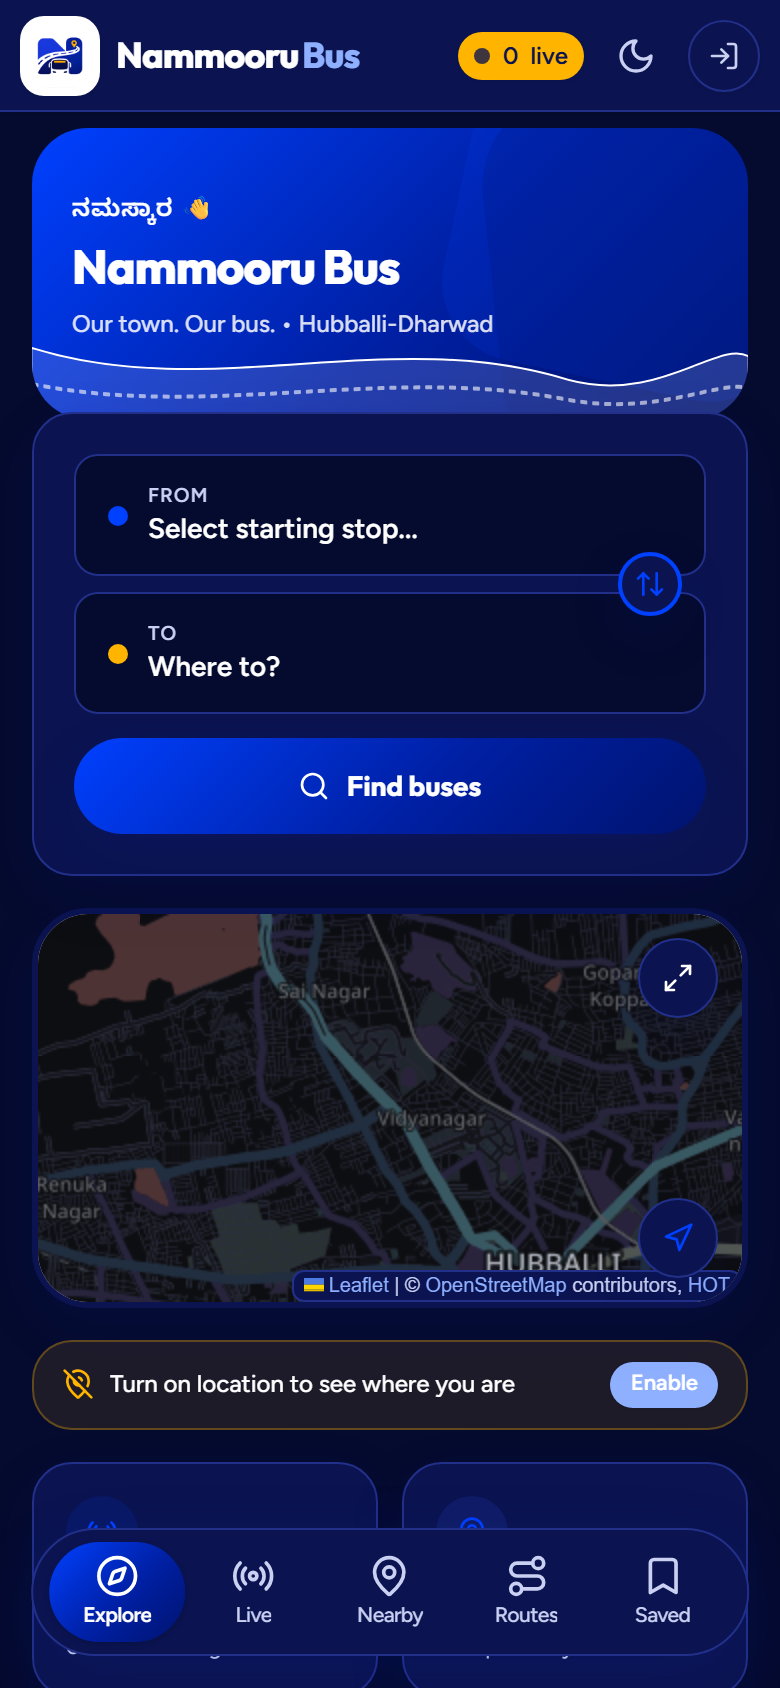 Nammooru Bus
0 live
ನಮಸ್ಕಾರ 👋
Nammooru Bus
Our town. Our bus. • Hubballi-Dharwad
FROM
Select starting stop...
TO
Where to?
Find buses
Sai Nagar
Vidyanagar
Renuka
Nagar
HUBBALLI
Leaflet | © OpenStreetMap contributors, HOT
Turn on location to see where you are
Enable
Explore
Live
Nearby
Routes
Saved